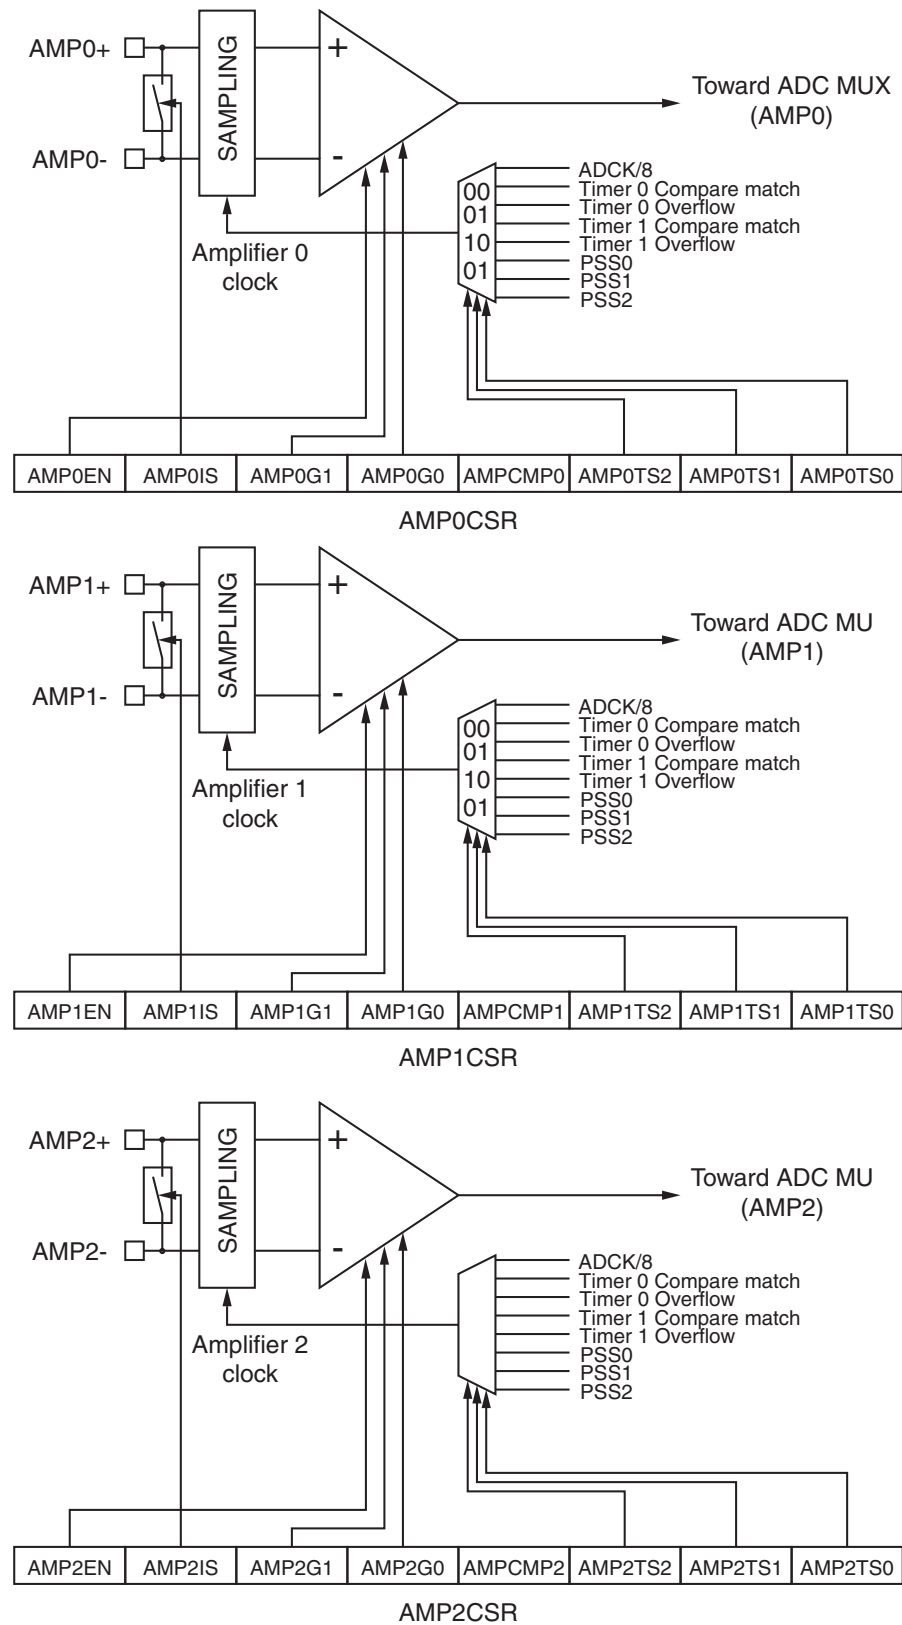 AMP0+
SAMPLING
+
Toward ADC MUX
(AMP0)
AMP0-
-
ADCK/8
00
Timer 0 Compare match
Timer 0 Overflow
01
Timer 1 Compare match
10
Timer 1 Overflow
PSS0
01
PSS1
PSS2
Amplifier 0
clock
AMP0EN AMP0IS AMP0G1 AMP0G0 AMPCMP0 AMP0TS2 AMP0TS1 AMP0TS0
AMP0CSR
AMP1+
SAMPLING
+
Toward ADC MU
(AMP1)
AMP1-
-
ADCK/8
00
Timer 0 Compare match
Timer 0 Overflow
01
Timer 1 Compare match
10
Timer 1 Overflow
PSS0
01
PSS1
PSS2
Amplifier 1
clock
AMP1EN AMP1IS AMP1G1 AMP1G0 AMPCMP1 AMP1TS2 AMP1TS1 AMP1TS0
AMP1CSR
AMP2+
SAMPLING
+
Toward ADC MU
(AMP2)
AMP2-
-
ADCK/8
Timer 0 Compare match
Timer 0 Overflow
Timer 1 Compare match
Timer 1 Overflow
PSS0
PSS1
PSS2
Amplifier 2
clock
AMP2EN AMP2IS AMP2G1 AMP2G0 AMPCMP2 AMP2TS2 AMP2TS1 AMP2TS0
AMP2CSR